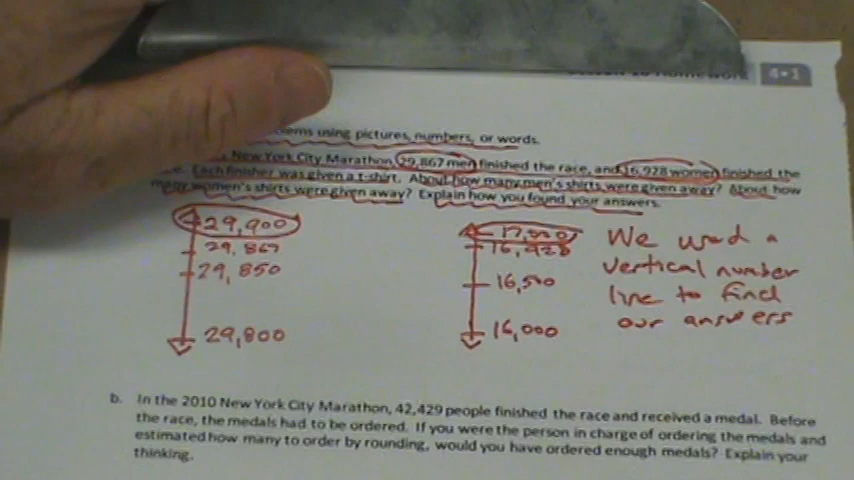 Homework 4•1
using pictures, numbers, or words.
New York City Marathon, 29,867 men finished the race, and 16,928 women finished the
Each finisher was given a t-shirt. About how many men's shirts were given away? About how
many women's shirts were given away? Explain how you found your answers.
29,900
29,867
29,850
29,800
17,000
16,928
16,500
16,000
We used a
vertical number
line to find
our answers
b. In the 2010 New York City Marathon, 42,429 people finished the race and received a medal. Before
the race, the medals had to be ordered. If you were the person in charge of ordering the medals and
estimated how many to order by rounding, would you have ordered enough medals? Explain your
thinking.